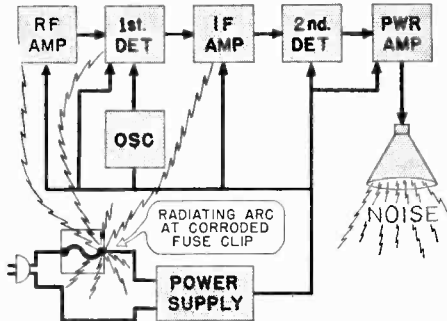 RF
AMP
1st.
DET
IF
AMP
2nd.
DET
PWR
AMP
OSC
NOISE
RADIATING ARC
AT CORRODED
FUSE CLIP
POWER
SUPPLY